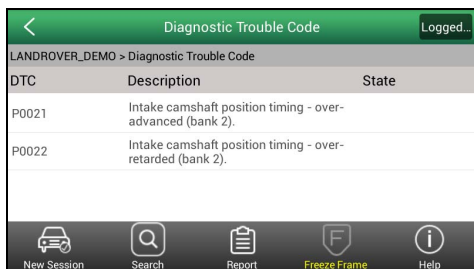 Diagnostic Trouble Code
Logged...
LANDROVER_DEMO > Diagnostic Trouble Code
DTC Description State
P0021 Intake camshaft position timing - over-
advanced (bank 2).
P0022 Intake camshaft position timing - over-
retarded (bank 2).
F
New Session Search Report Freeze Frame Help